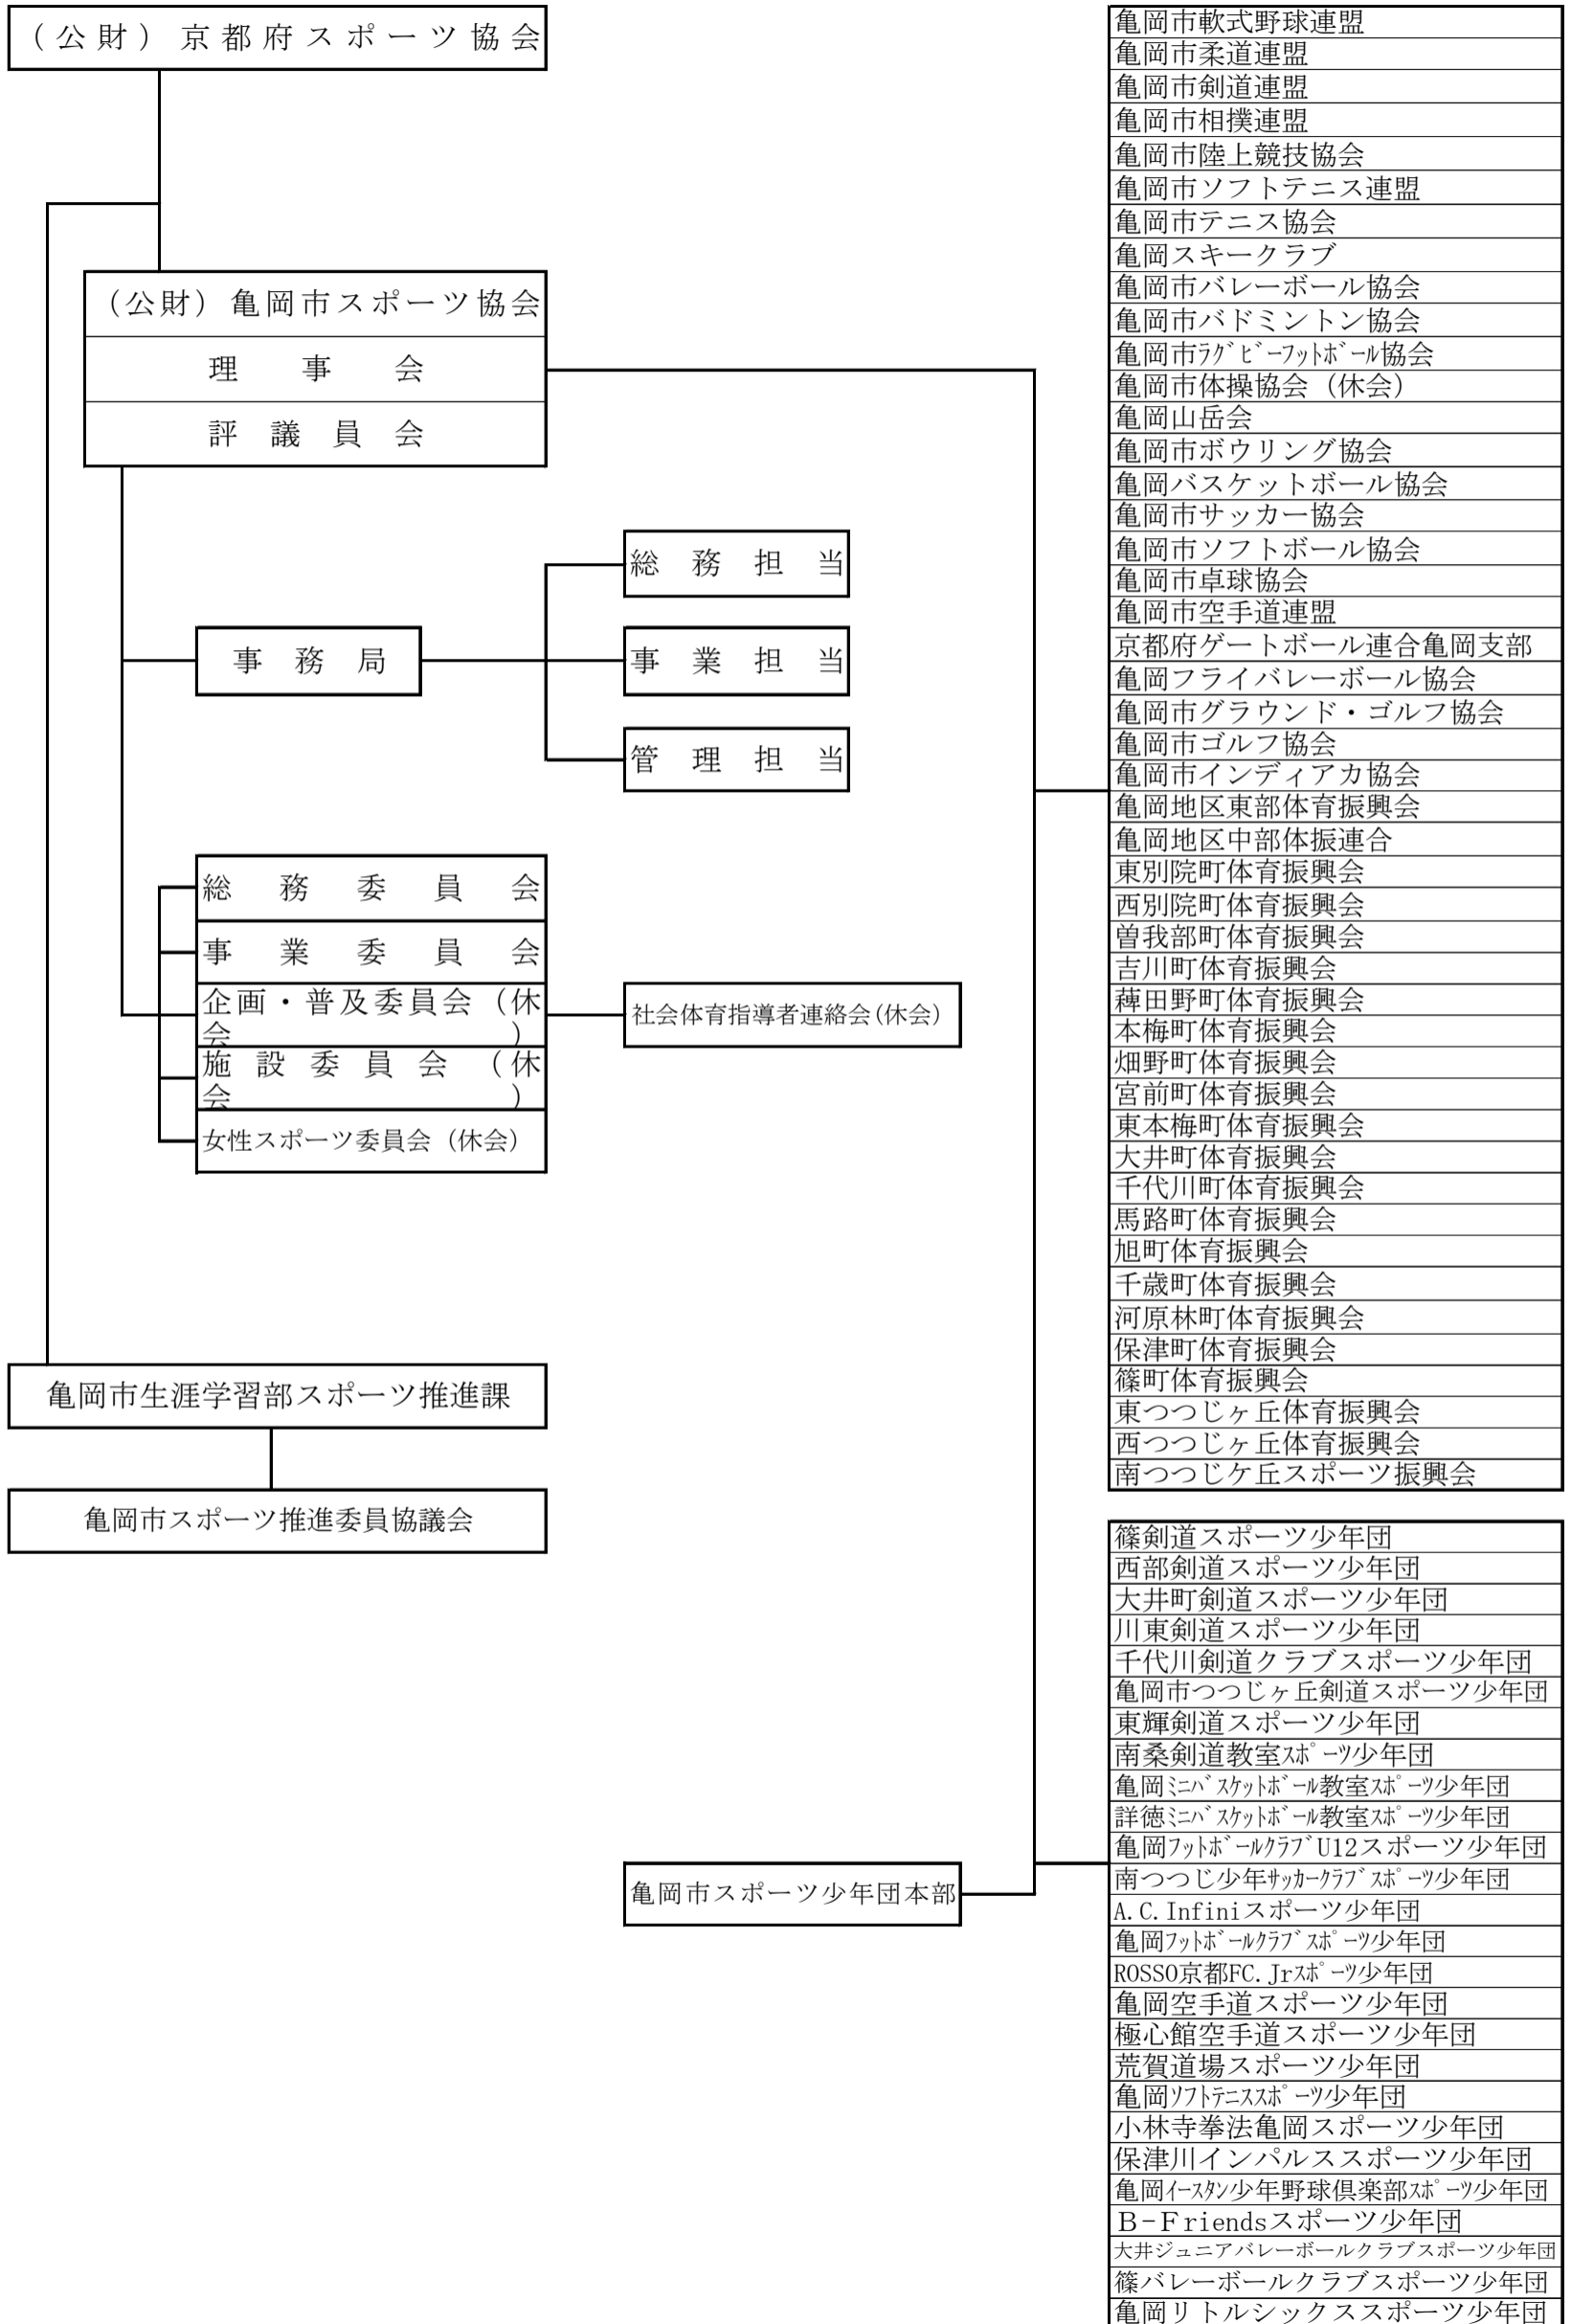 （公財）京都府スポーツ協会
（公財）亀岡市スポーツ協会
理事会
評議員会
総務担当
事務局
事業担当
管理担当
総務委員会
事業委員会
企画・普及委員会（休
会）
社会体育指導者連絡会（休会）
施設委員会（休
会）
女性スポーツ委員会（休会）
亀岡市生涯学習部スポーツ推進課
亀岡市スポーツ推進委員協議会
亀岡市スポーツ少年団本部
亀岡市軟式野球連盟
亀岡市柔道連盟
亀岡市剣道連盟
亀岡市相撲連盟
亀岡市陸上競技協会
亀岡市ソフトテニス連盟
亀岡市テニス協会
亀岡スキークラブ
亀岡市バレーボール協会
亀岡市バドミントン協会
亀岡市ﾗｸﾞﾋﾞｰﾌｯﾄﾎﾞｰﾙ協会
亀岡市体操協会（休会）
亀岡山岳会
亀岡市ボウリング協会
亀岡バスケットボール協会
亀岡市サッカー協会
亀岡市ソフトボール協会
亀岡市卓球協会
亀岡市空手道連盟
京都府ゲートボール連合亀岡支部
亀岡フライバレーボール協会
亀岡市グラウンド・ゴルフ協会
亀岡市ゴルフ協会
亀岡市インディアカ協会
亀岡地区東部体育振興会
亀岡地区中部体振連合
東別院町体育振興会
西別院町体育振興会
曽我部町体育振興会
吉川町体育振興会
薭田野町体育振興会
本梅町体育振興会
畑野町体育振興会
宮前町体育振興会
東本梅町体育振興会
大井町体育振興会
千代川町体育振興会
馬路町体育振興会
旭町体育振興会
千歳町体育振興会
河原林町体育振興会
保津町体育振興会
篠町体育振興会
東つつじヶ丘体育振興会
西つつじヶ丘体育振興会
南つつじケ丘スポーツ振興会
篠剣道スポーツ少年団
西部剣道スポーツ少年団
大井町剣道スポーツ少年団
川東剣道スポーツ少年団
千代川剣道クラブスポーツ少年団
亀岡市つつじヶ丘剣道スポーツ少年団
東輝剣道スポーツ少年団
南桑剣道教室ｽﾎﾟｰﾂ少年団
亀岡ﾐﾆﾊﾞｽｹｯﾄﾎﾞｰﾙ教室ｽﾎﾟｰﾂ少年団
詳徳ﾐﾆﾊﾞｽｹｯﾄﾎﾞｰﾙ教室ｽﾎﾟｰﾂ少年団
亀岡ﾌｯﾄﾎﾞｰﾙｸﾗﾌﾞU12スポーツ少年団
南つつじ少年ｻｯｶｰｸﾗﾌﾞｽﾎﾟｰﾂ少年団
A.C.Infiniスポーツ少年団
亀岡ﾌｯﾄﾎﾞｰﾙｸﾗﾌﾞｽﾎﾟｰﾂ少年団
ROSSO京都FC.Jrｽﾎﾟｰﾂ少年団
亀岡空手道スポーツ少年団
極心館空手道スポーツ少年団
荒賀道場スポーツ少年団
亀岡ｿﾌﾄﾃﾆｽｽﾎﾟｰﾂ少年団
小林寺拳法亀岡スポーツ少年団
保津川インパルススポーツ少年団
亀岡ｲｰｽﾀﾝ少年野球倶楽部ｽﾎﾟｰﾂ少年団
Ｂ−Ｆriendsスポーツ少年団
大井ジュニアバレーボールクラブスポーツ少年団
篠バレーボールクラブスポーツ少年団
亀岡リトルシックススポーツ少年団